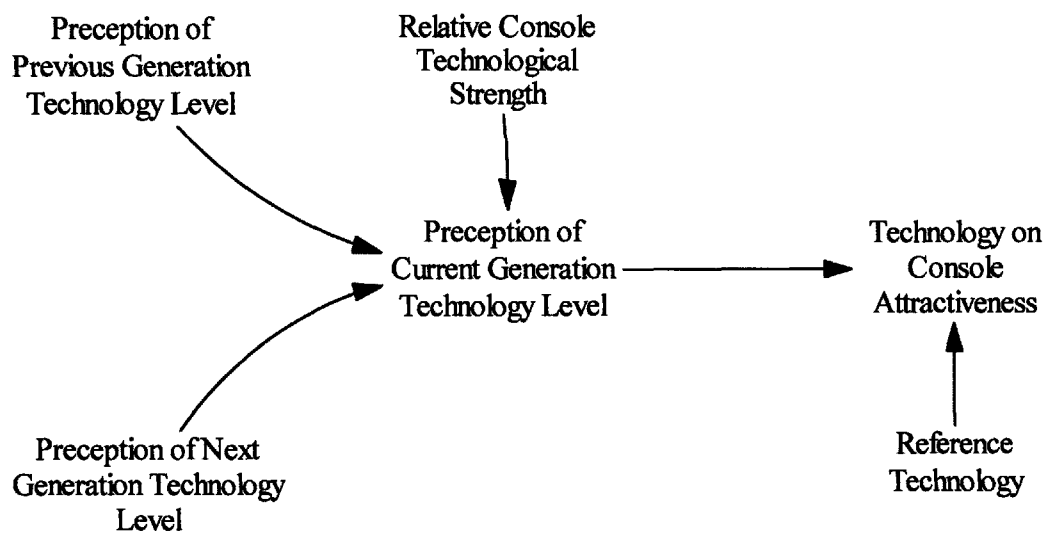 Preception of
Previous Generation
Technology Level
Relative Console
Technological
Strength
Preception of
Current Generation
Technology Level
Technology on
Console
Attractiveness
Preception of Next
Generation Technology
Level
Reference
Technology